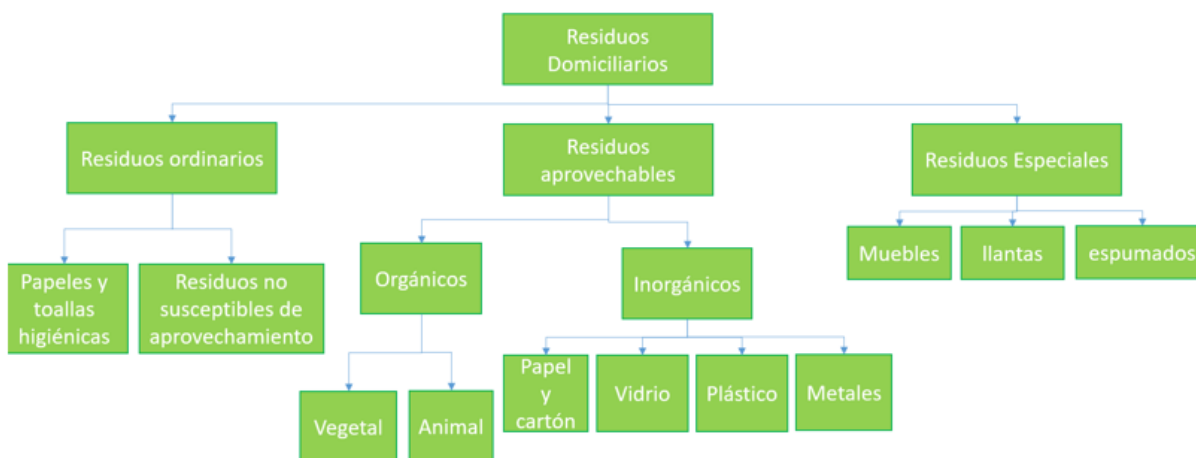 Residuos
Domiciliarios
Residuos ordinarios
Residuos
aprovechables
Residuos Especiales
Papeles y
toallas
higiénicas
Residuos no
susceptibles de
aprovechamiento
Orgánicos
Inorgánicos
Muebles
llantas
espumados
Vegetal
Animal
Papel
y
cartón
Vidrio
Plástico
Metales